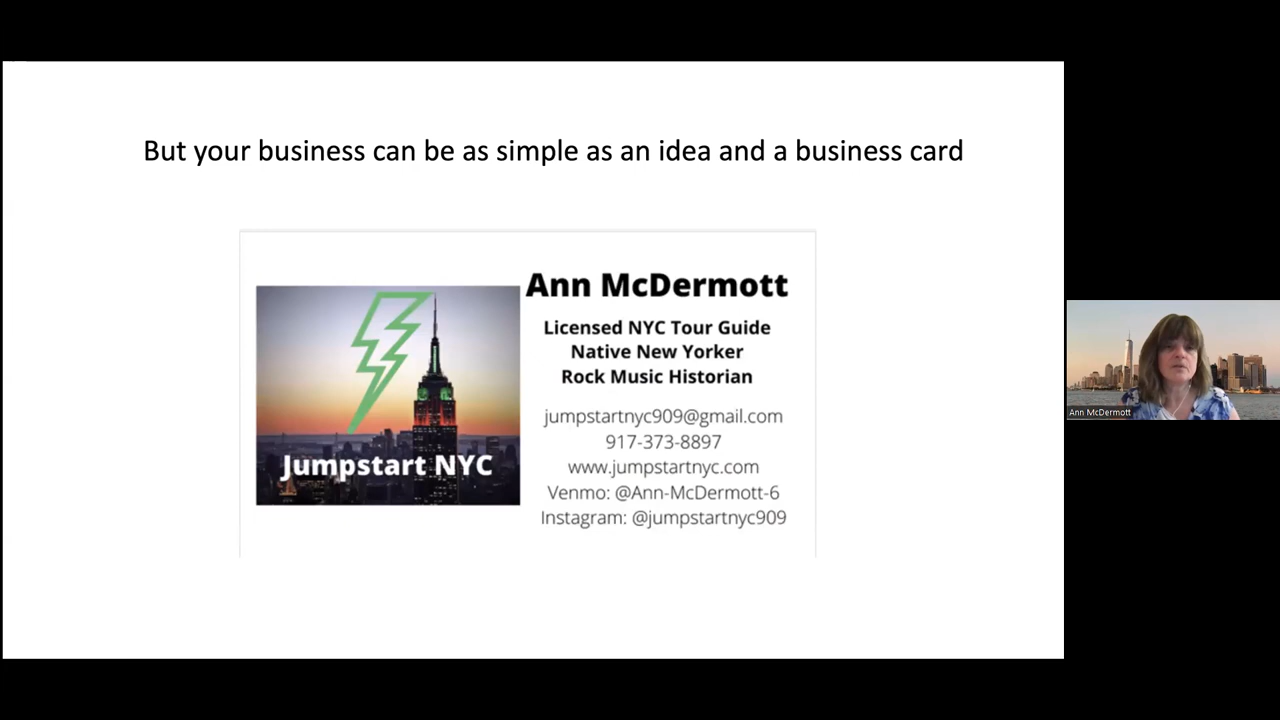 But your business can be as simple as an idea and a business card
Ann McDermott
Licensed NYC Tour Guide
Native New Yorker
Rock Music Historian
jumpstartnyc909@gmail.com
917-373-8897
www.jumpstartnyc.com
Venmo: @Ann-McDermott-6
Instagram: @jumpstartnyc909
Jumpstart NYC
Ann McDermott